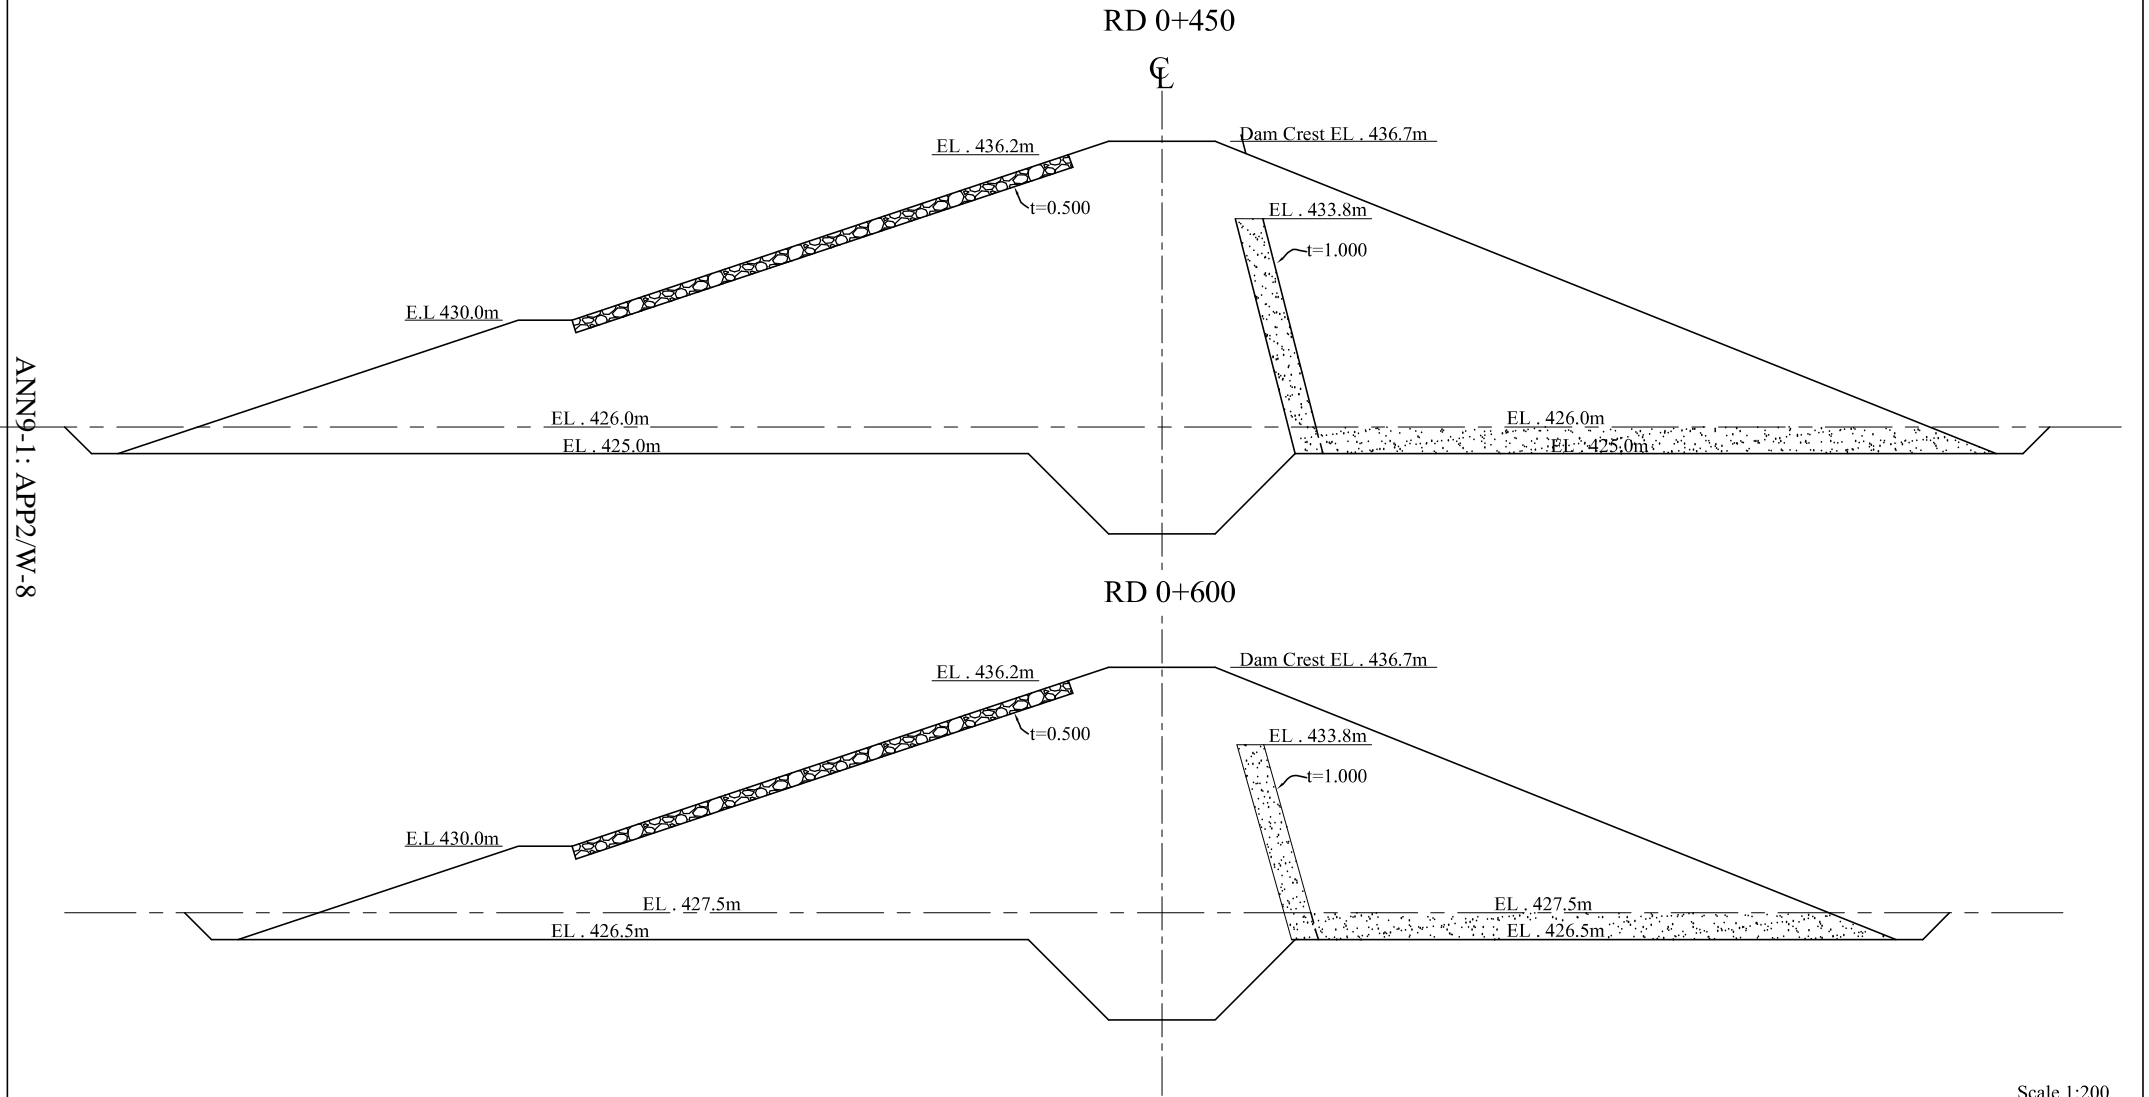 RD 0+450
℄
EL . 436.2m
Dam Crest EL . 436.7m
t=0.500
EL . 433.8m
t=1.000
E.L 430.0m
EL . 426.0m
EL . 426.0m
EL . 425.0m
EL . 425.0m
ANN9-1: APP2/W-8
RD 0+600
EL . 436.2m
Dam Crest EL . 436.7m
t=0.500
EL . 433.8m
t=1.000
E.L 430.0m
EL . 427.5m
EL . 427.5m
EL . 426.5m
EL . 426.5m
Scale 1:200